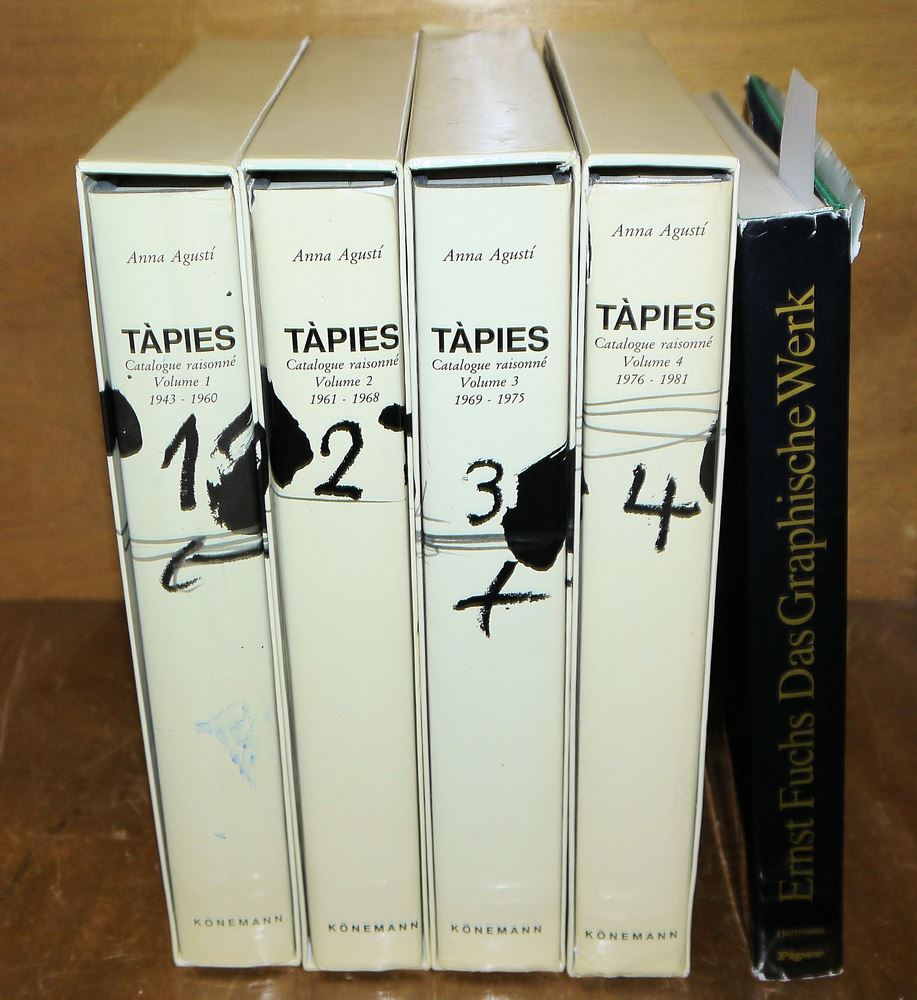 Anna Agustí
TÀPIES
Catalogue raisonné
Volume 1
1943 - 1960
1
KÖNEMANN
Anna Agustí
TÀPIES
Catalogue raisonné
Volume 2
1961 - 1968
2
KÖNEMANN
Anna Agustí
TÀPIES
Catalogue raisonné
Volume 3
1969 - 1975
3
KÖNEMANN
Anna Agustí
TÀPIES
Catalogue raisonné
Volume 4
1976 - 1981
4
KÖNEMANN
Ernst Fuchs Das Graphische Werk
Piper